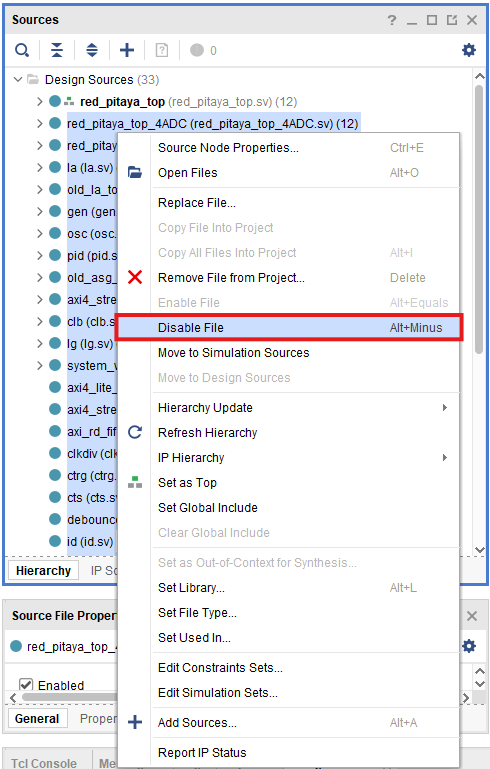 Sources
0
Design Sources (33)
red_pitaya_top (red_pitaya_top.sv) (12)
red_pitaya_top_4ADC (red_pitaya_top_4ADC.sv) (12)
red_pitay
la (la.sv)
old_la_to
gen (gen
osc (osc.
pid (pid.s
old_asg_
axi4_stre
clb (clb.s
lg (lg.sv)
system_w
axi4_lite_
axi4_stre
axi_rd_fif
clkdiv (clk
ctrg (ctrg.
cts (cts.sv
debounce
id (id.sv)
Source Node Properties... Ctrl+E
Open Files Alt+O
Replace File...
Copy File Into Project
Copy All Files Into Project Alt+I
Remove File from Project... Delete
Enable File Alt+Equals
Disable File Alt+Minus
Move to Simulation Sources
Move to Design Sources
Hierarchy Update
Refresh Hierarchy
IP Hierarchy
Set as Top
Set Global Include
Clear Global Include
Set as Out-of-Context for Synthesis...
Set Library... Alt+L
Set File Type...
Set Used In...
Edit Constraints Sets...
Edit Simulation Sets...
Add Sources... Alt+A
Report IP Status
Hierarchy IP So
Source File Proper
red_pitaya_top_4
Enabled
General Propert
Tcl Console Me